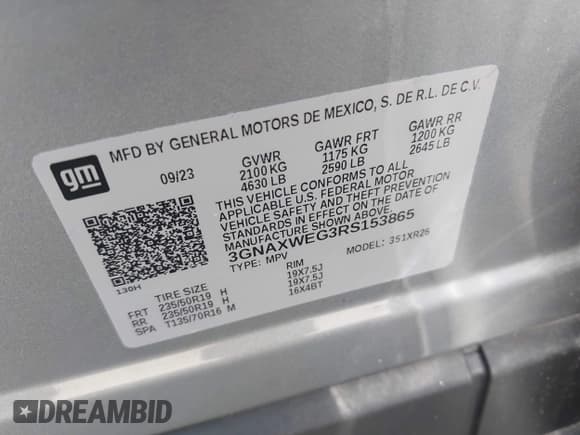 gm
MFD BY GENERAL MOTORS DE MEXICO, S. DE R.L. DE C.V.
09/23 GVWR GAWR FRT GAWR RR
2100 KG 1175 KG 1200 KG
4630 LB 2590 LB 2645 LB
THIS VEHICLE CONFORMS TO ALL
APPLICABLE U.S. FEDERAL MOTOR
VEHICLE SAFETY AND THEFT PREVENTION
STANDARDS IN EFFECT ON THE DATE OF
MANUFACTURE SHOWN ABOVE.
3GNAXWEG3RS153865
TYPE: MPV MODEL: 351XR26
130H
TIRE SIZE RIM
FRT 235/50R19 H 19X7.5J
RR 235/50R19 H 19X7.5J
SPA T135/70R16 M 16X4BT
DREAMBID